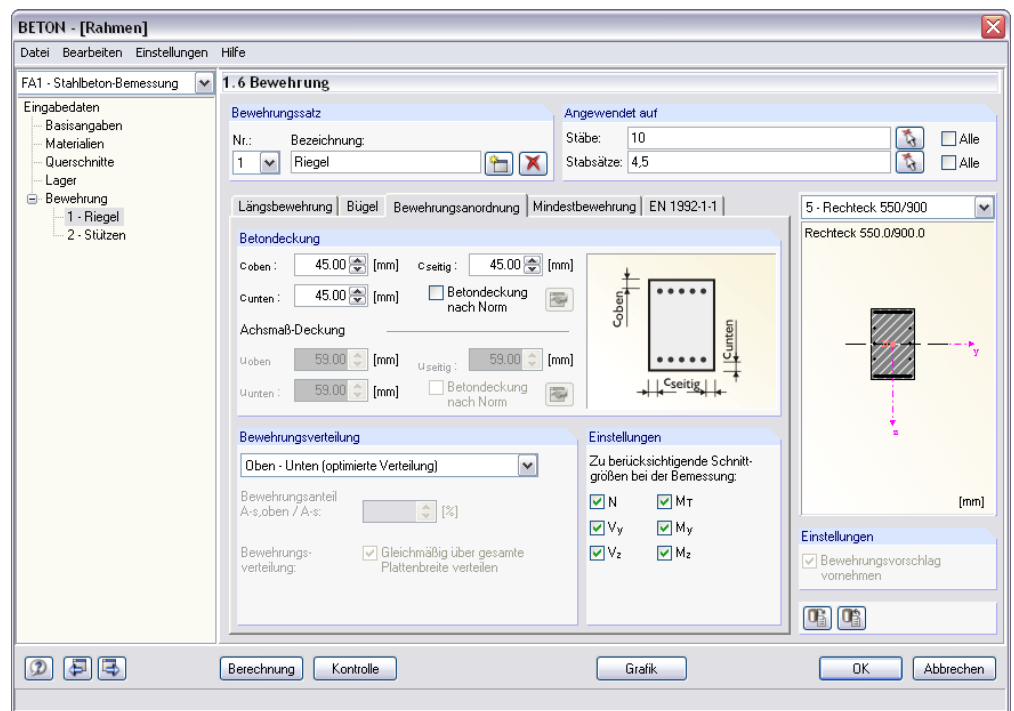 BETON - [Rahmen]
Datei Bearbeiten Einstellungen Hilfe
FA1 - Stahlbeton-Bemessung
1.6 Bewehrung
Eingabedaten
Basisangaben
Materialien
Querschnitte
Lager
Bewehrung
1 - Riegel
2 - Stützen
Bewehrungssatz
Nr.: Bezeichnung:
1 Riegel
Angewendet auf
Stäbe: 10 Alle
Stabsätze: 4,5 Alle
Längsbewehrung Bügel Bewehrungsanordnung Mindestbewehrung EN 1992-1-1
Betondeckung
Coben : 45.00 [mm] Cseitig : 45.00 [mm]
Cunten : 45.00 [mm] Betondeckung
nach Norm
Achsmaß-Deckung
Uoben 59.00 [mm] Useitig : 59.00 [mm]
Uunten : 59.00 [mm] Betondeckung
nach Norm
Coben
Cunten
Cseitig
Bewehrungsverteilung
Oben - Unten (optimierte Verteilung)
Bewehrungsanteil
A-s,oben / A-s: [%]
Bewehrungs-
verteilung:
Gleichmäßig über gesamte
Plattenbreite verteilen
Einstellungen
Zu berücksichtigende Schnitt-
größen bei der Bemessung:
N MT
Vy My
Vz Mz
5 - Rechteck 550/900
Rechteck 550.0/900.0
y
z
[mm]
Einstellungen
Bewehrungsvorschlag
vornehmen
Berechnung Kontrolle Grafik OK Abbrechen